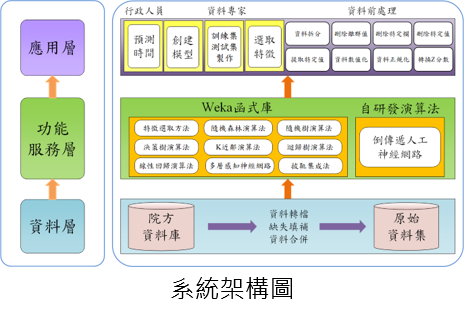 應用層
功能
服務層
資料層
行政人員
資料專家
資料前處理
預測
時間
創建
模型
訓練集
測試集
製作
選取
特徵
資料拆分
刪除離群值
刪除特定欄
刪除特定值
提取特定值
資料數值化
資料正規化
轉換Z分數
Weka函式庫
特徵選取方法
隨機森林演算法
隨機樹演算法
決策樹演算法
K近鄰演算法
迴歸樹演算法
線性回歸演算法
多層感知神經網路
拔靴集成法
自研發演算法
倒傳遞人工
神經網路
院方
資料庫
資料轉檔
缺失填補
資料合併
原始
資料集
系統架構圖